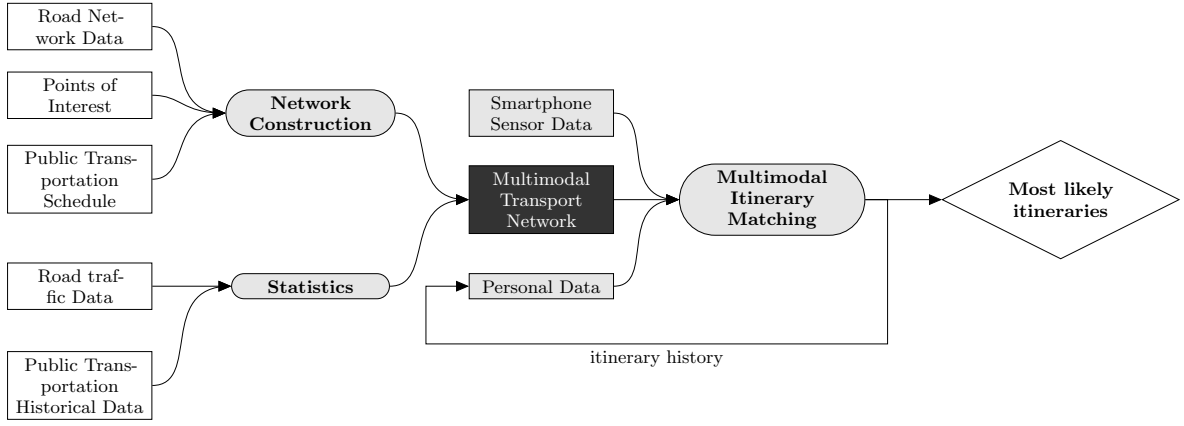 Road Net-
work Data
Points of
Interest
Public Trans-
portation
Schedule
Road traf-
fic Data
Public Trans-
portation
Historical Data
Network
Construction
Statistics
Smartphone
Sensor Data
Multimodal
Transport
Network
Personal Data
itinerary history
Multimodal
Itinerary
Matching
Most likely
itineraries